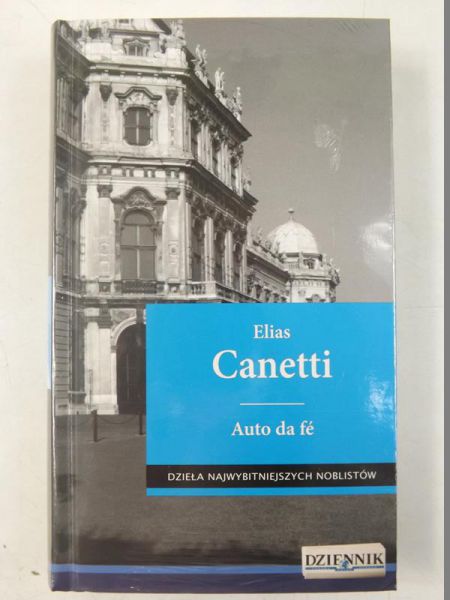 Elias
Canetti
Auto da fé
DZIEŁA NAJWYBITNIEJSZYCH NOBLISTÓW
DZIENNIK